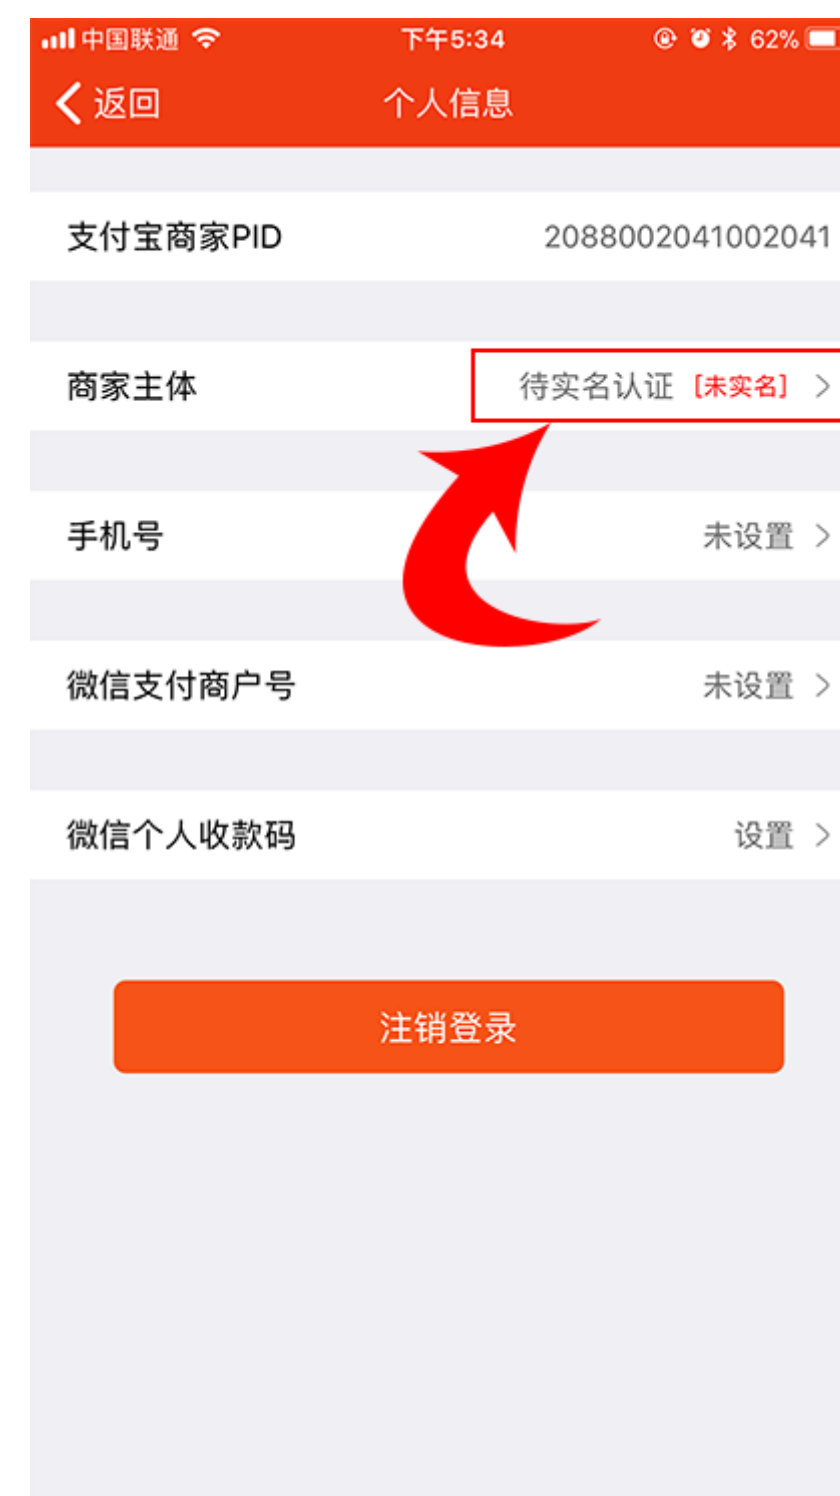 中国联通 下午5:34 62%
返回 个人信息
支付宝商家PID 2088002041002041
商家主体 待实名认证 [未实名]
手机号 未设置
微信支付商户号 未设置
微信个人收款码 设置
注销登录